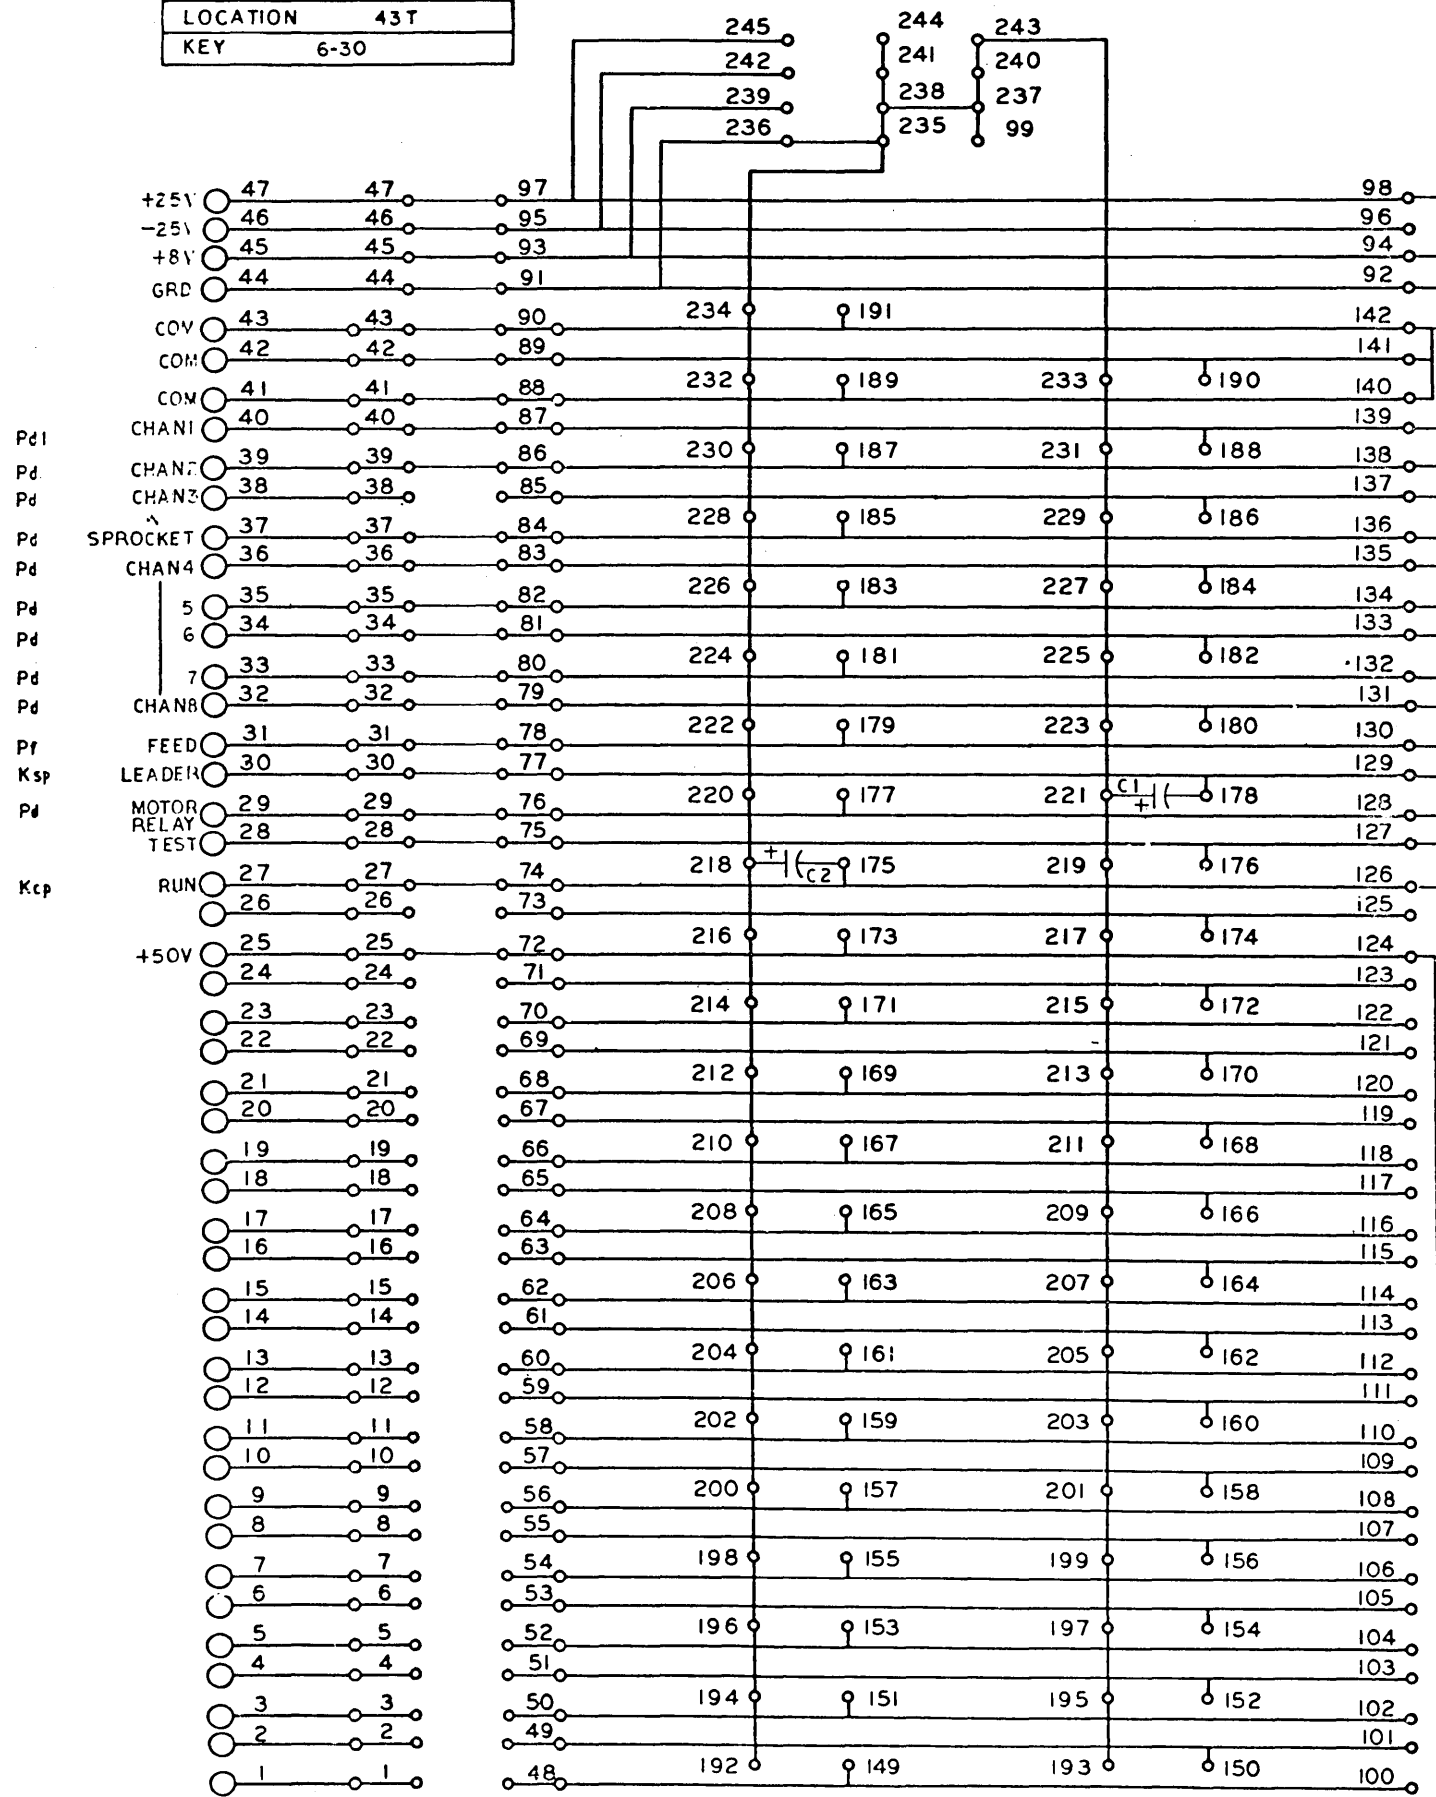 LOCATION 43T
KEY 6-30
245 244 243
242 241 240
239 238 237
236 235 99
+25V 47 47 97 98
-25V 46 46 95 96
+8V 45 45 93 94
GRD 44 44 91 92
234 191
COM 43 43 90 142
COM 42 42 89 141
232 189 233 190
COM 41 41 88 140
Pd1 CHAN1 40 40 87 139
230 187 231 188
Pd CHAN2 39 39 86 138
Pd CHAN3 38 38 85 137
228 185 229 186
Pd SPROCKET 37 37 84 136
Pd CHAN4 36 36 83 135
226 183 227 184
Pd 5 35 35 82 134
Pd 6 34 34 81 133
224 181 225 182
Pd 7 33 33 80 132
Pd CHAN8 32 32 79 131
222 179 223 180
Pf FEED 31 31 78 130
Ksp LEADER 30 30 77 129
220 177 221 C1 + 178
Pd MOTOR RELAY 29 29 76 128
TEST 28 28 75 127
218 + C2 175 219 176
Kcp RUN 27 27 74 126
26 26 73 125
216 173 217 174
+50V 25 25 72 124
24 24 71 123
214 171 215 172
23 23 70 122
22 22 69 121
212 169 213 170
21 21 68 120
20 20 67 119
210 167 211 168
19 19 66 118
18 18 65 117
208 165 209 166
17 17 64 116
16 16 63 115
206 163 207 164
15 15 62 114
14 14 61 113
204 161 205 162
13 13 60 112
12 12 59 111
202 159 203 160
11 11 58 110
10 10 57 109
200 157 201 158
9 9 56 108
8 8 55 107
198 155 199 156
7 7 54 106
6 6 53 105
196 153 197 154
5 5 52 104
4 4 51 103
194 151 195 152
3 3 50 102
2 2 49 101
192 149 193 150
1 1 48 100